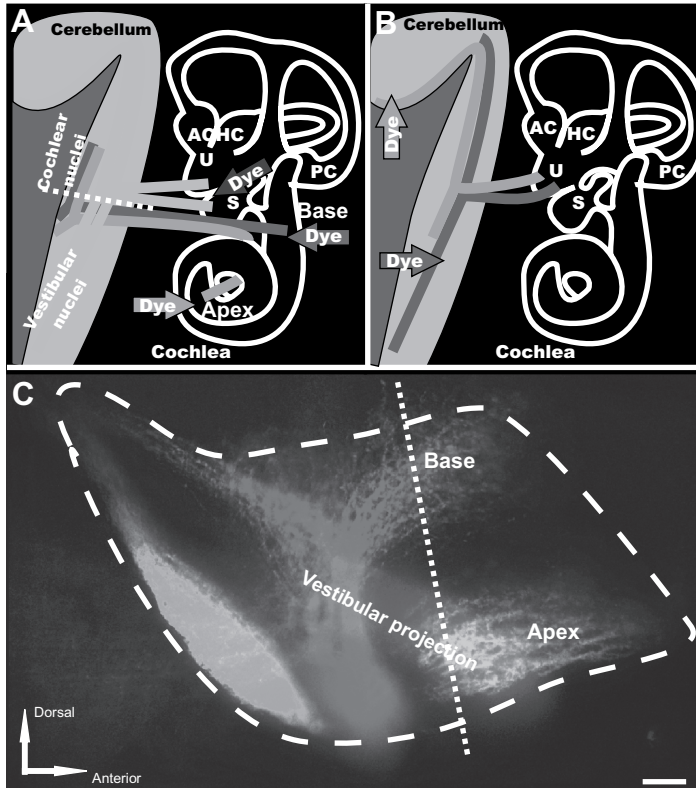 A
Cerebellum
Cochlear
nuclei
AC
HC
U
Dye
PC
S
Base
Dye
Vestibular
nuclei
Dye
Apex
Cochlea
B
Cerebellum
Dye
AC
HC
U
PC
S
Dye
Cochlea
C
Base
Vestibular projection
Apex
Dorsal
Anterior